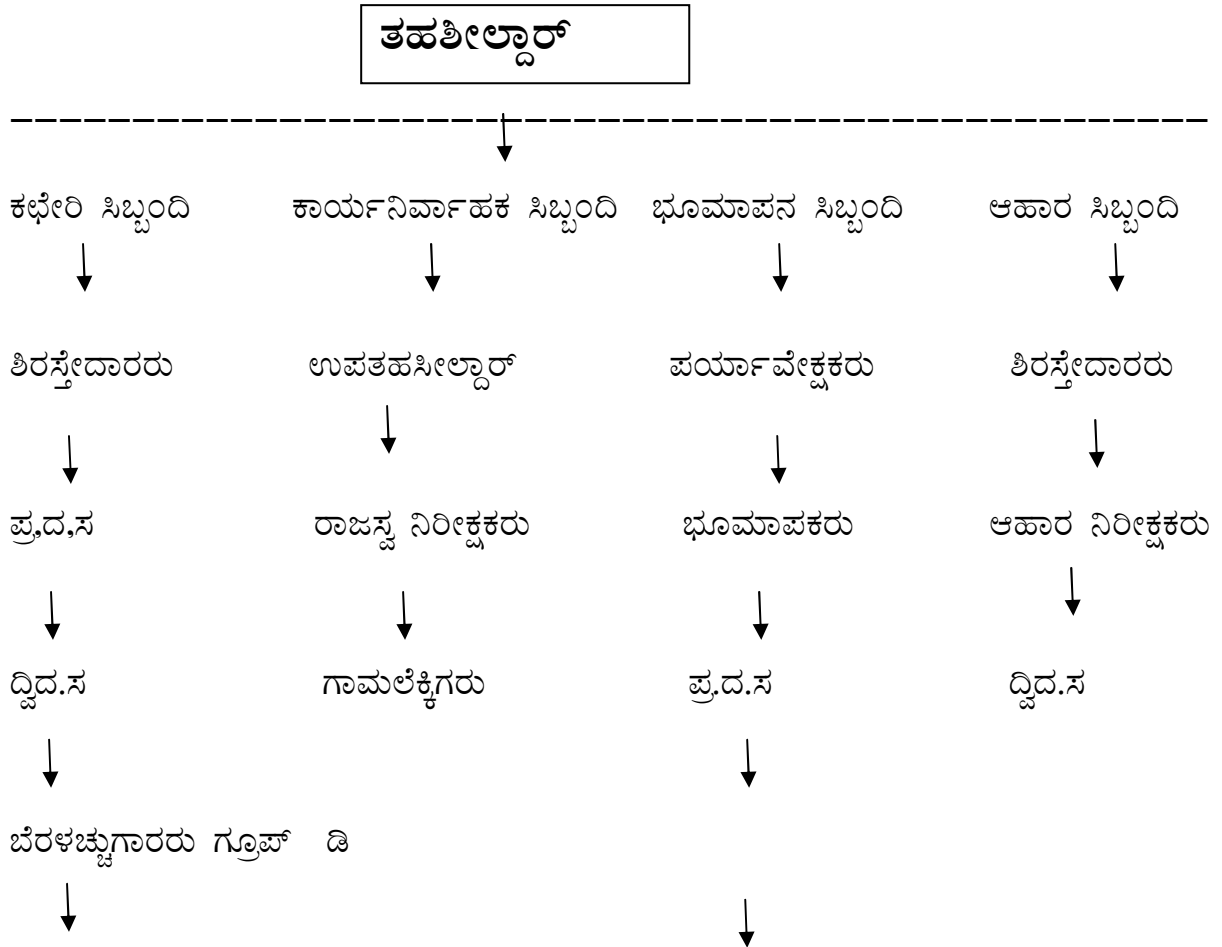 ತಹಶೀಲ್ದಾರ್
ಕಛೇರಿ ಸಿಬ್ಬಂದಿ ಕಾರ್ಯನಿರ್ವಾಹಕ ಸಿಬ್ಬಂದಿ ಭೂಮಾಪನ ಸಿಬ್ಬಂದಿ ಆಹಾರ ಸಿಬ್ಬಂದಿ
ಶಿರಸ್ತೇದಾರರು ಉಪತಹಸೀಲ್ದಾರ್ ಪರ್ಯಾವೇಕ್ಷಕರು ಶಿರಸ್ತೇದಾರರು
ಪ್ರ,ದ,ಸ ರಾಜಸ್ವ ನಿರೀಕ್ಷಕರು ಭೂಮಾಪಕರು ಆಹಾರ ನಿರೀಕ್ಷಕರು
ದ್ವಿದ.ಸ ಗಾಮಲೆಕ್ಕಿಗರು ಪ್ರ.ದ.ಸ ದ್ವಿದ.ಸ
ಬೆರಳಚ್ಚುಗಾರರು ಗ್ರೂಪ್ ಡಿ